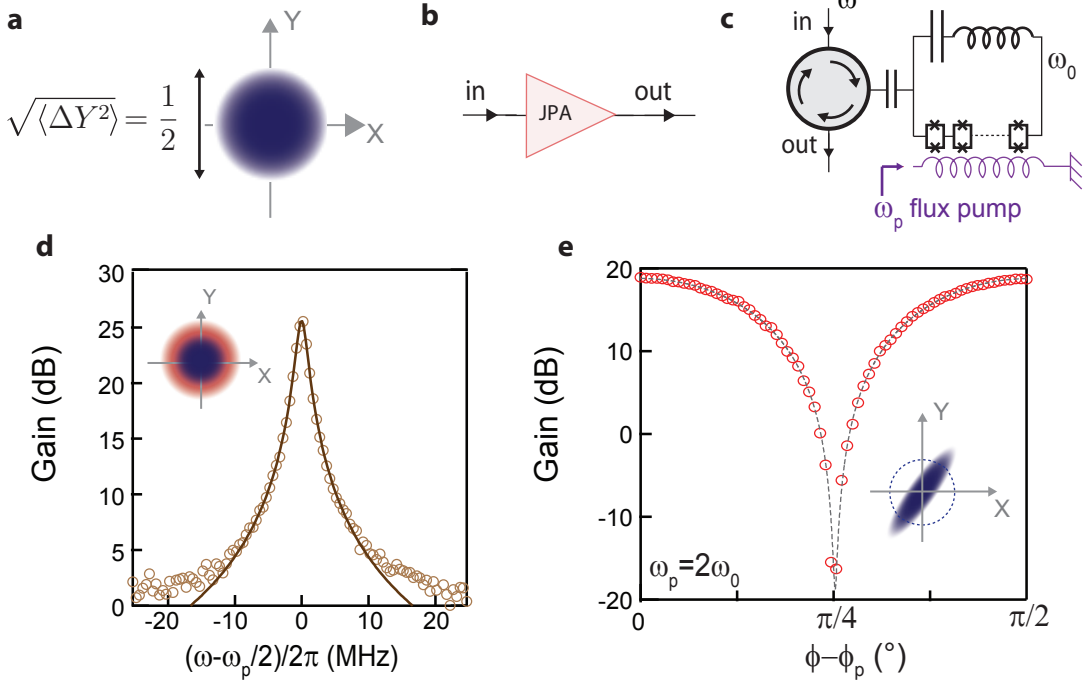 a
Y
X
√⟨ΔY²⟩ = 1/2
b
in
JPA
out
c
ω
in
out
ω₀
ωₚ flux pump
d
30
25
20
15
10
5
0
Gain (dB)
Y
X
-20
-10
0
10
20
(ω-ωₚ/2)/2π (MHz)
e
20
10
0
-10
-20
Gain (dB)
Y
X
ωₚ=2ω₀
0
π/4
π/2
ϕ−ϕₚ (°)